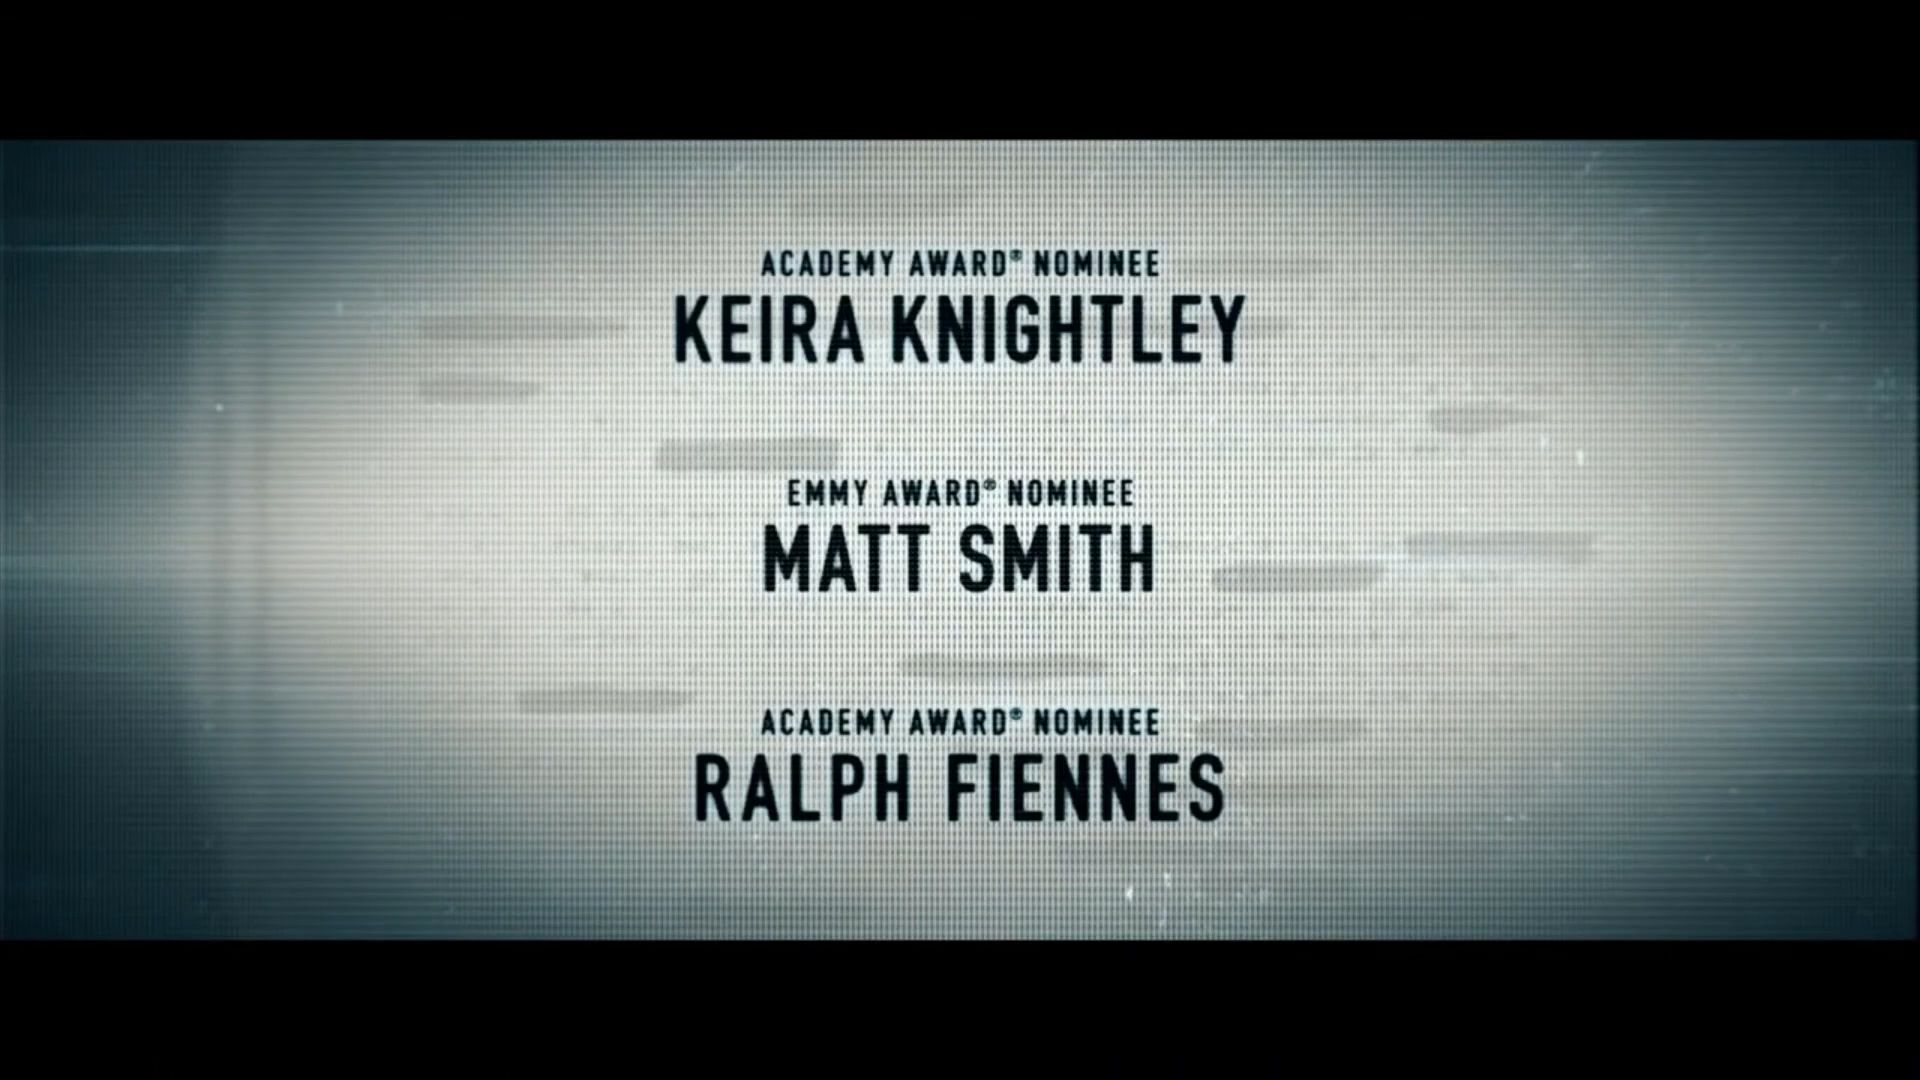 ACADEMY AWARD® NOMINEE
KEIRA KNIGHTLEY
EMMY AWARD® NOMINEE
MATT SMITH
ACADEMY AWARD® NOMINEE
RALPH FIENNES